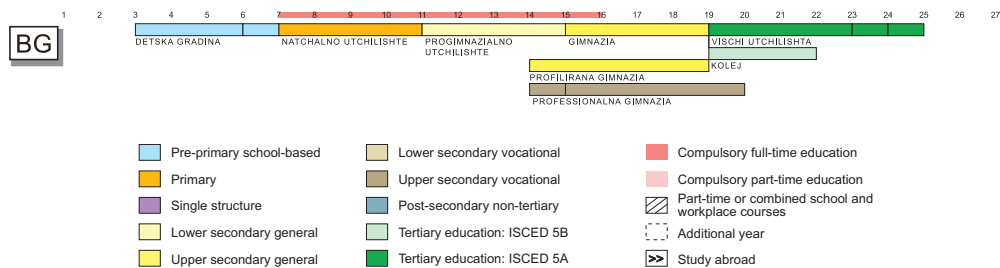 1 2 3 4 5 6 7 8 9 10 11 12 13 14 15 16 17 18 19 20 21 22 23 24 25 26 27
BG
DETSKA GRADINA NATCHALNO UTCHILISHTE PROGIMNAZIALNO GIMNAZIA VISCHI UTCHILISHTA
UTCHILISHTE
KOLEJ
PROFILIRANA GIMNAZIA
PROFESSIONALNA GIMNAZIA
Pre-primary school-based
Primary
Single structure
Lower secondary general
Upper secondary general
Lower secondary vocational
Upper secondary vocational
Post-secondary non-tertiary
Tertiary education: ISCED 5B
Tertiary education: ISCED 5A
Compulsory full-time education
Compulsory part-time education
Part-time or combined school and
workplace courses
Additional year
>> Study abroad